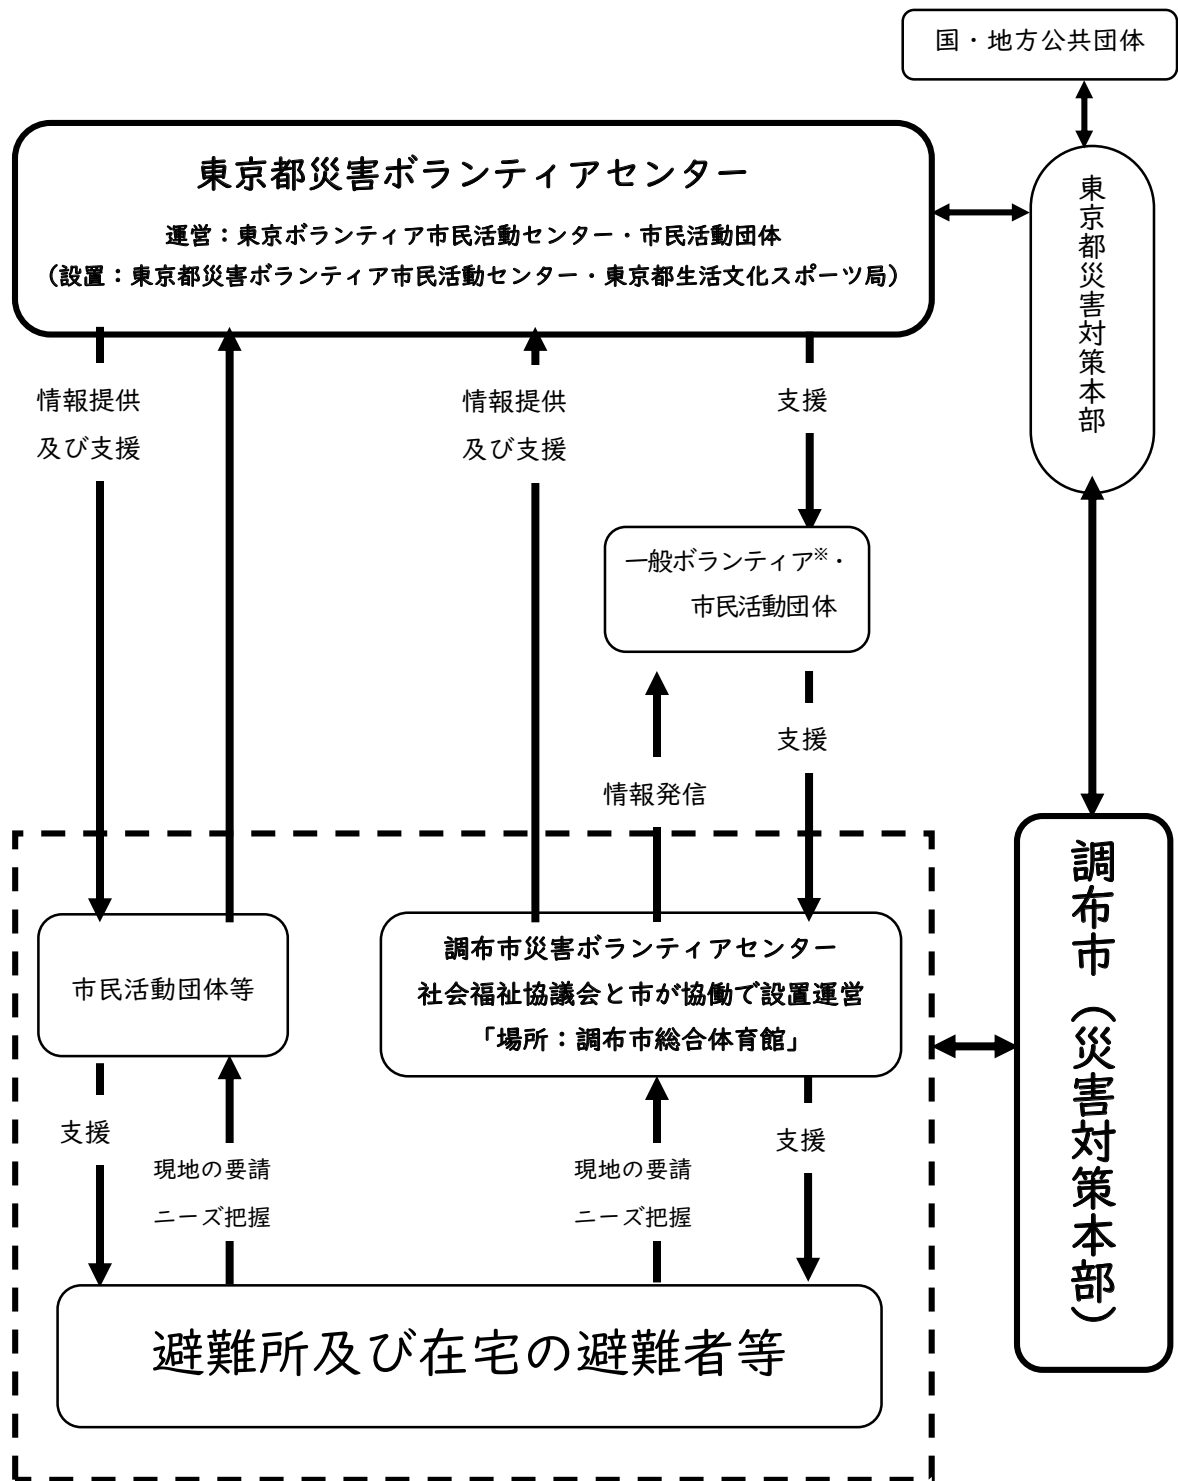 国・地方公共団体
東京都災害ボランティアセンター
運営：東京ボランティア市民活動センター・市民活動団体
（設置：東京都災害ボランティア市民活動センター・東京都生活文化スポーツ局）
東京都災害対策本部
情報提供
及び支援
情報提供
及び支援
支援
一般ボランティア※・
市民活動団体
支援
情報発信
調布市（災害対策本部）
市民活動団体等
調布市災害ボランティアセンター
社会福祉協議会と市が協働で設置運営
「場所：調布市総合体育館」
支援
現地の要請
ニーズ把握
現地の要請
ニーズ把握
支援
避難所及び在宅の避難者等